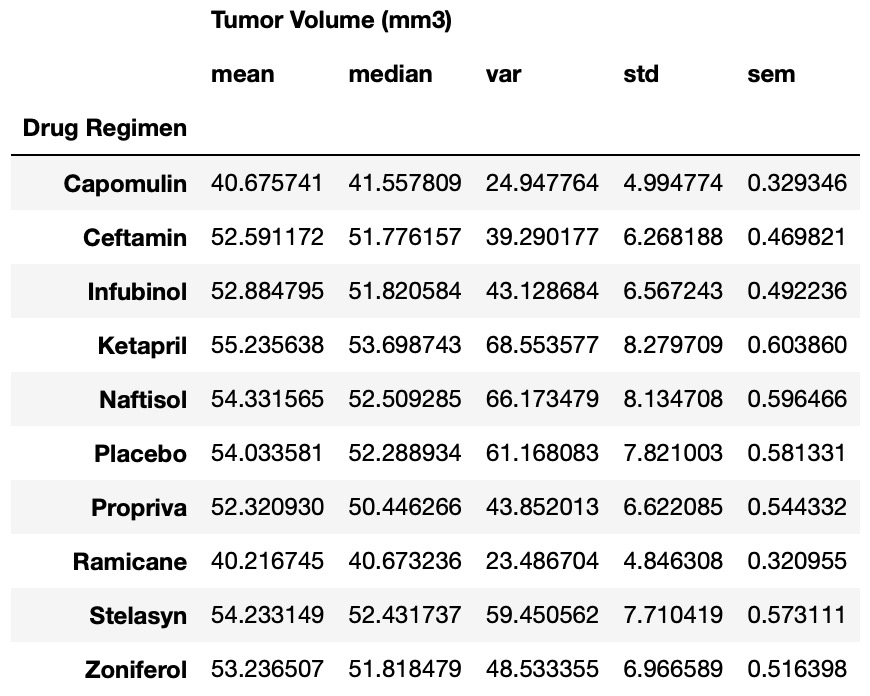 Tumor Volume (mm3)
mean median var std sem
Drug Regimen
Capomulin 40.675741 41.557809 24.947764 4.994774 0.329346
Ceftamin 52.591172 51.776157 39.290177 6.268188 0.469821
Infubinol 52.884795 51.820584 43.128684 6.567243 0.492236
Ketapril 55.235638 53.698743 68.553577 8.279709 0.603860
Naftisol 54.331565 52.509285 66.173479 8.134708 0.596466
Placebo 54.033581 52.288934 61.168083 7.821003 0.581331
Propriva 52.320930 50.446266 43.852013 6.622085 0.544332
Ramicane 40.216745 40.673236 23.486704 4.846308 0.320955
Stelasyn 54.233149 52.431737 59.450562 7.710419 0.573111
Zoniferol 53.236507 51.818479 48.533355 6.966589 0.516398